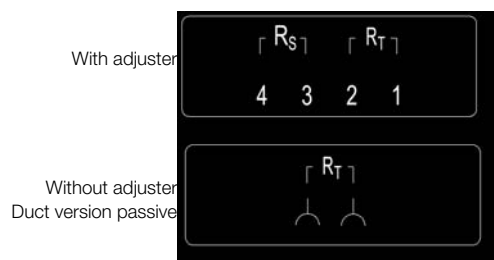 With adjuster
RS RT
4 3 2 1
Without adjuster
Duct version passive
RT